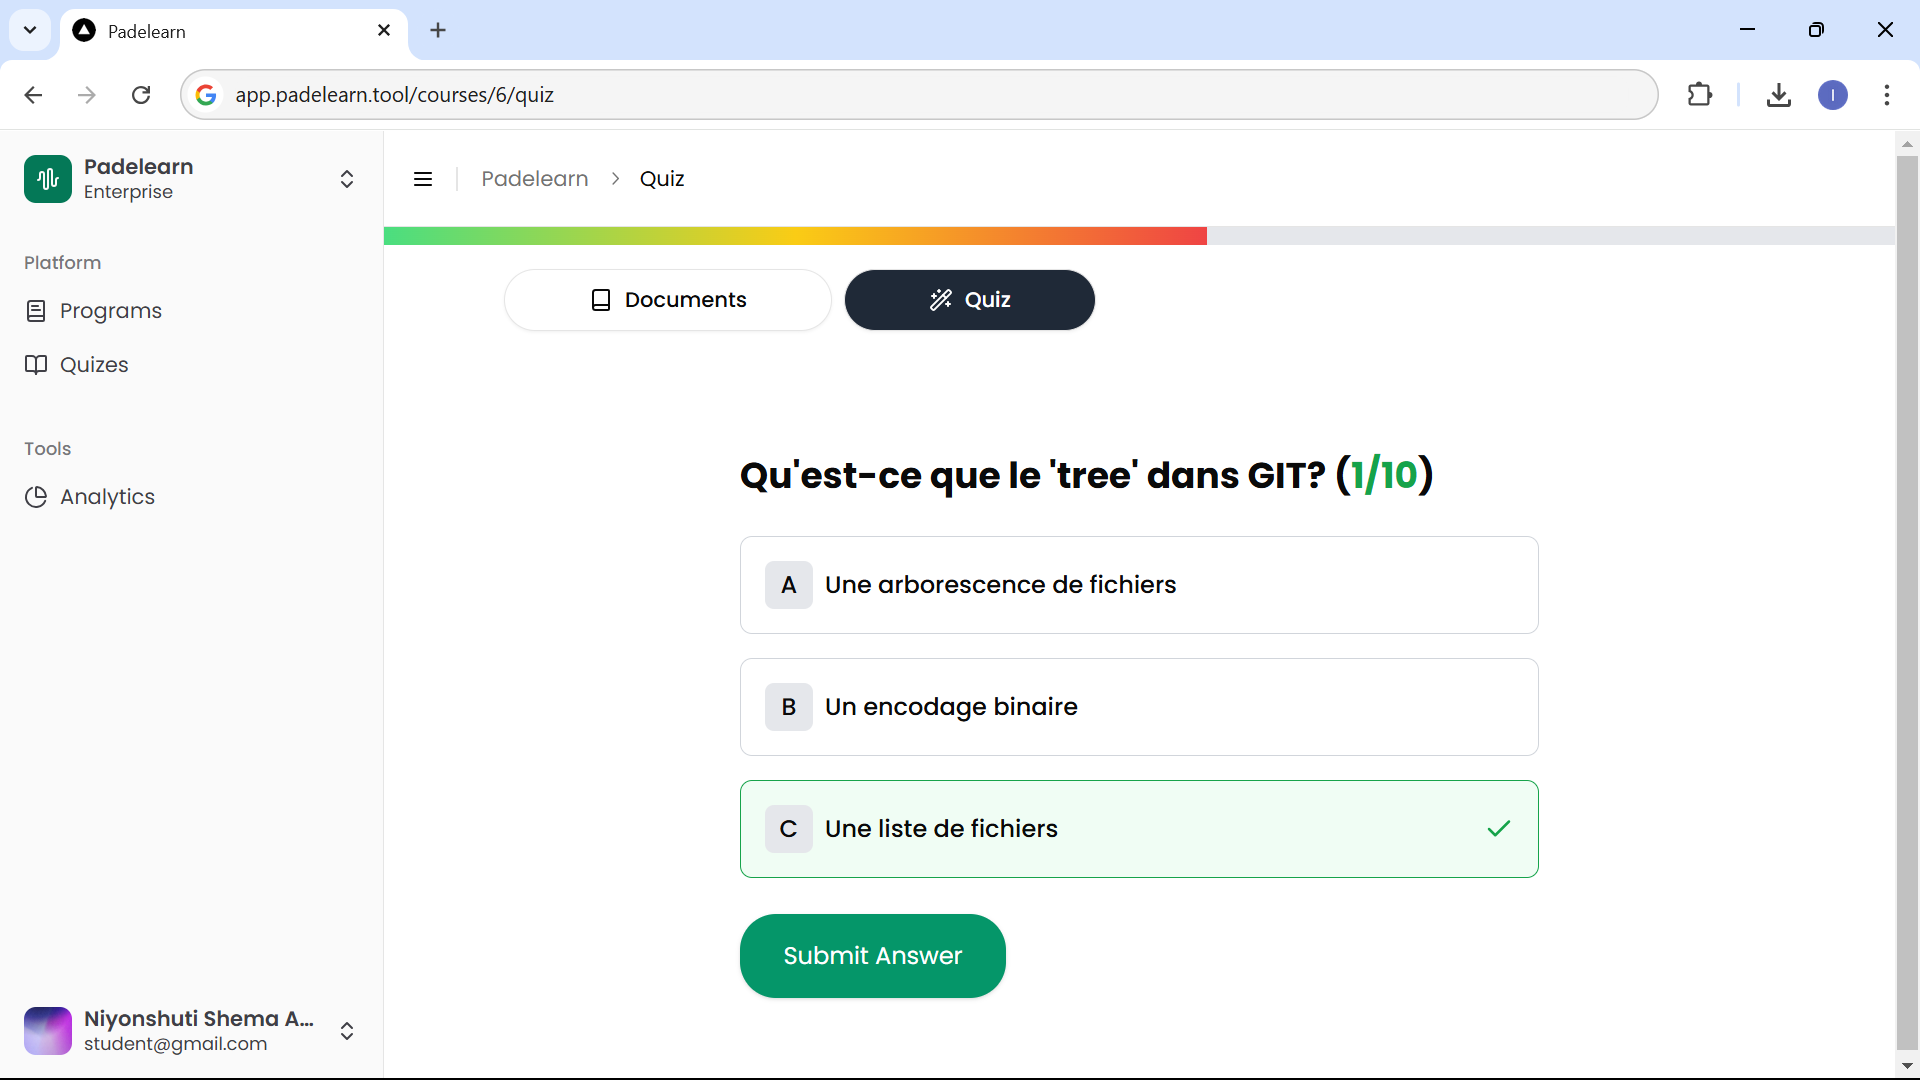 Padelearn
app.padelearn.tool/courses/6/quiz
I
Padelearn
Enterprise
Platform
Programs
Quizes
Tools
Analytics
Niyonshuti Shema A...
student@gmail.com
Padelearn > Quiz
Documents
Quiz
Qu'est-ce que le 'tree' dans GIT? (1/10)
A Une arborescence de fichiers
B Un encodage binaire
C Une liste de fichiers
Submit Answer